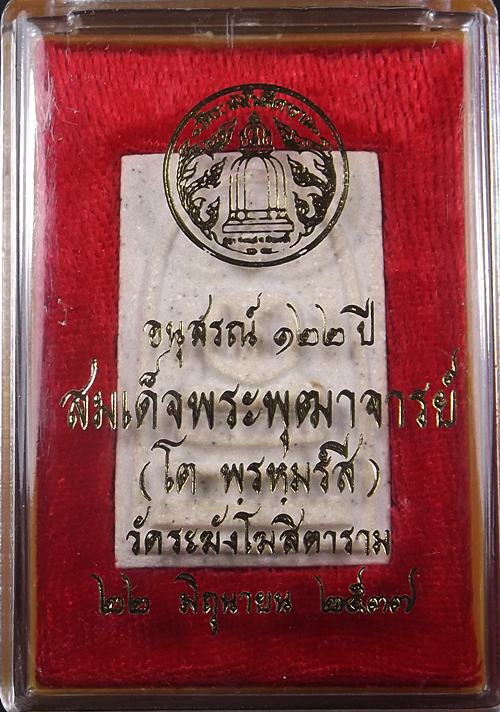 อนุสรณ์ ๑๒๒ ปี
สมเด็จพระพุฒาจารย์
(โต พฺรหฺมรํสี)
วัดระฆังโฆสิตาราม
๒๒ มิถุนายน ๒๕๓๗